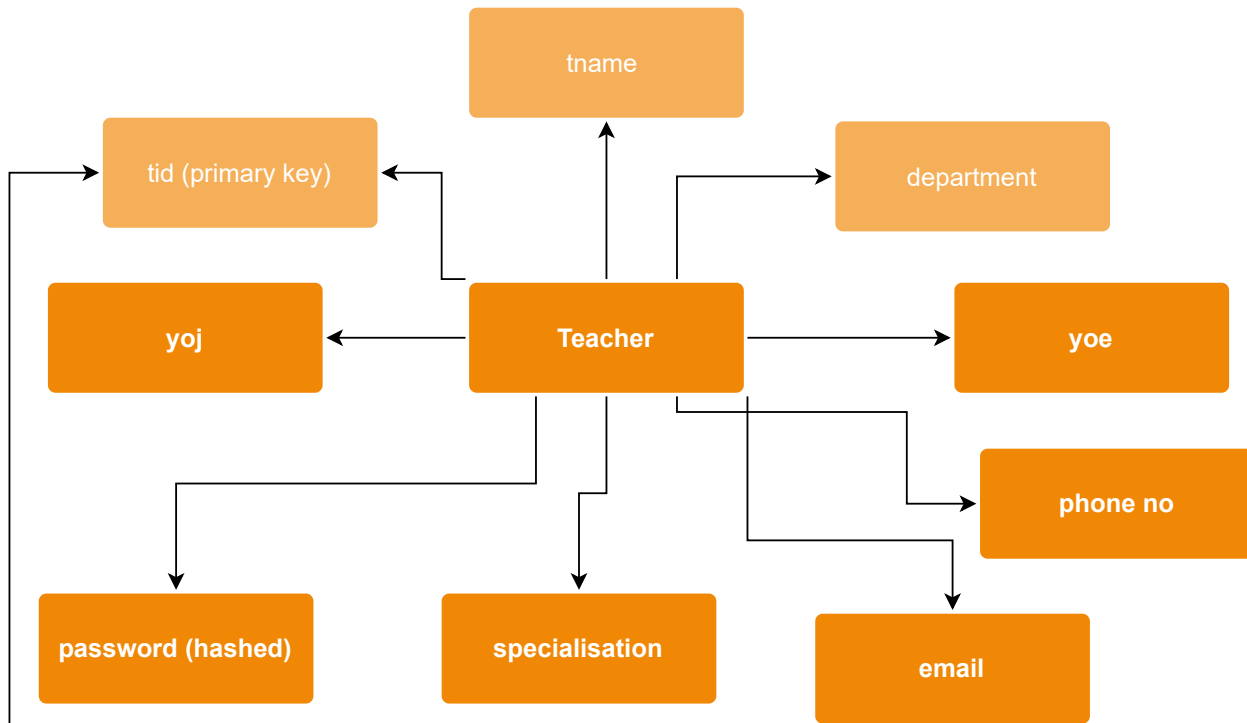 tname
tid (primary key)
department
yoj
Teacher
yoe
phone no
password (hashed)
specialisation
email